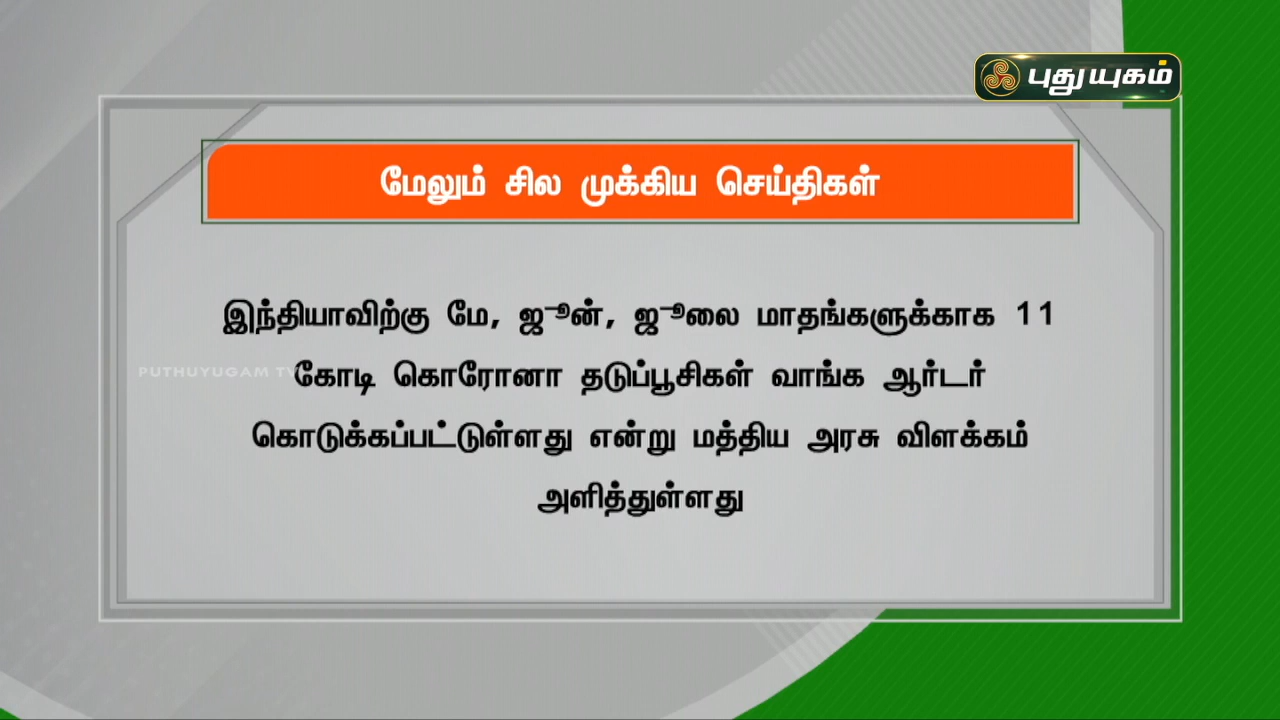 புதுயுகம்
மேலும் சில முக்கிய செய்திகள்
இந்தியாவிற்கு மே, ஜூன், ஜூலை மாதங்களுக்காக 11
PUTHUYUGAM TV
கோடி கொரோனா தடுப்பூசிகள் வாங்க ஆர்டர்
கொடுக்கப்பட்டுள்ளது என்று மத்திய அரசு விளக்கம்
அளித்துள்ளது